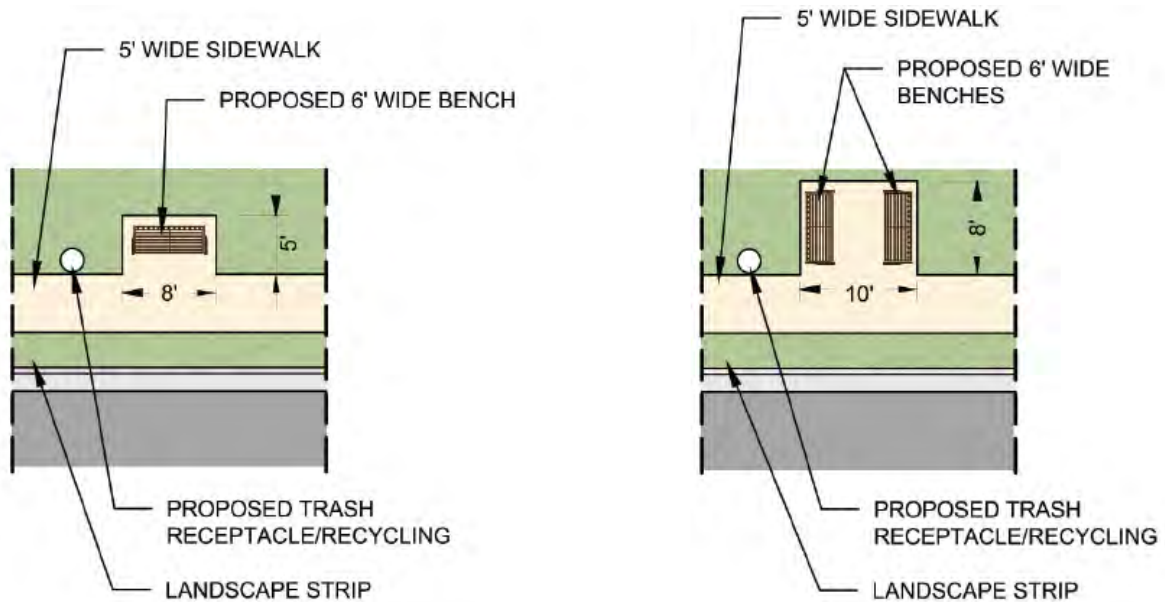 5' WIDE SIDEWALK
PROPOSED 6' WIDE BENCH
5'
8'
PROPOSED TRASH
RECEPTACLE/RECYCLING
LANDSCAPE STRIP
5' WIDE SIDEWALK
PROPOSED 6' WIDE
BENCHES
8'
10'
PROPOSED TRASH
RECEPTACLE/RECYCLING
LANDSCAPE STRIP